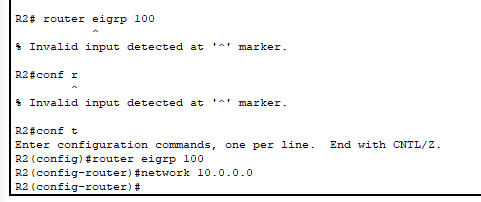 R2# router eigrp 100
^
% Invalid input detected at '^' marker.
R2#conf r
^
% Invalid input detected at '^' marker.
R2#conf t
Enter configuration commands, one per line.  End with CNTL/Z.
R2(config)#router eigrp 100
R2(config-router)#network 10.0.0.0
R2(config-router)#